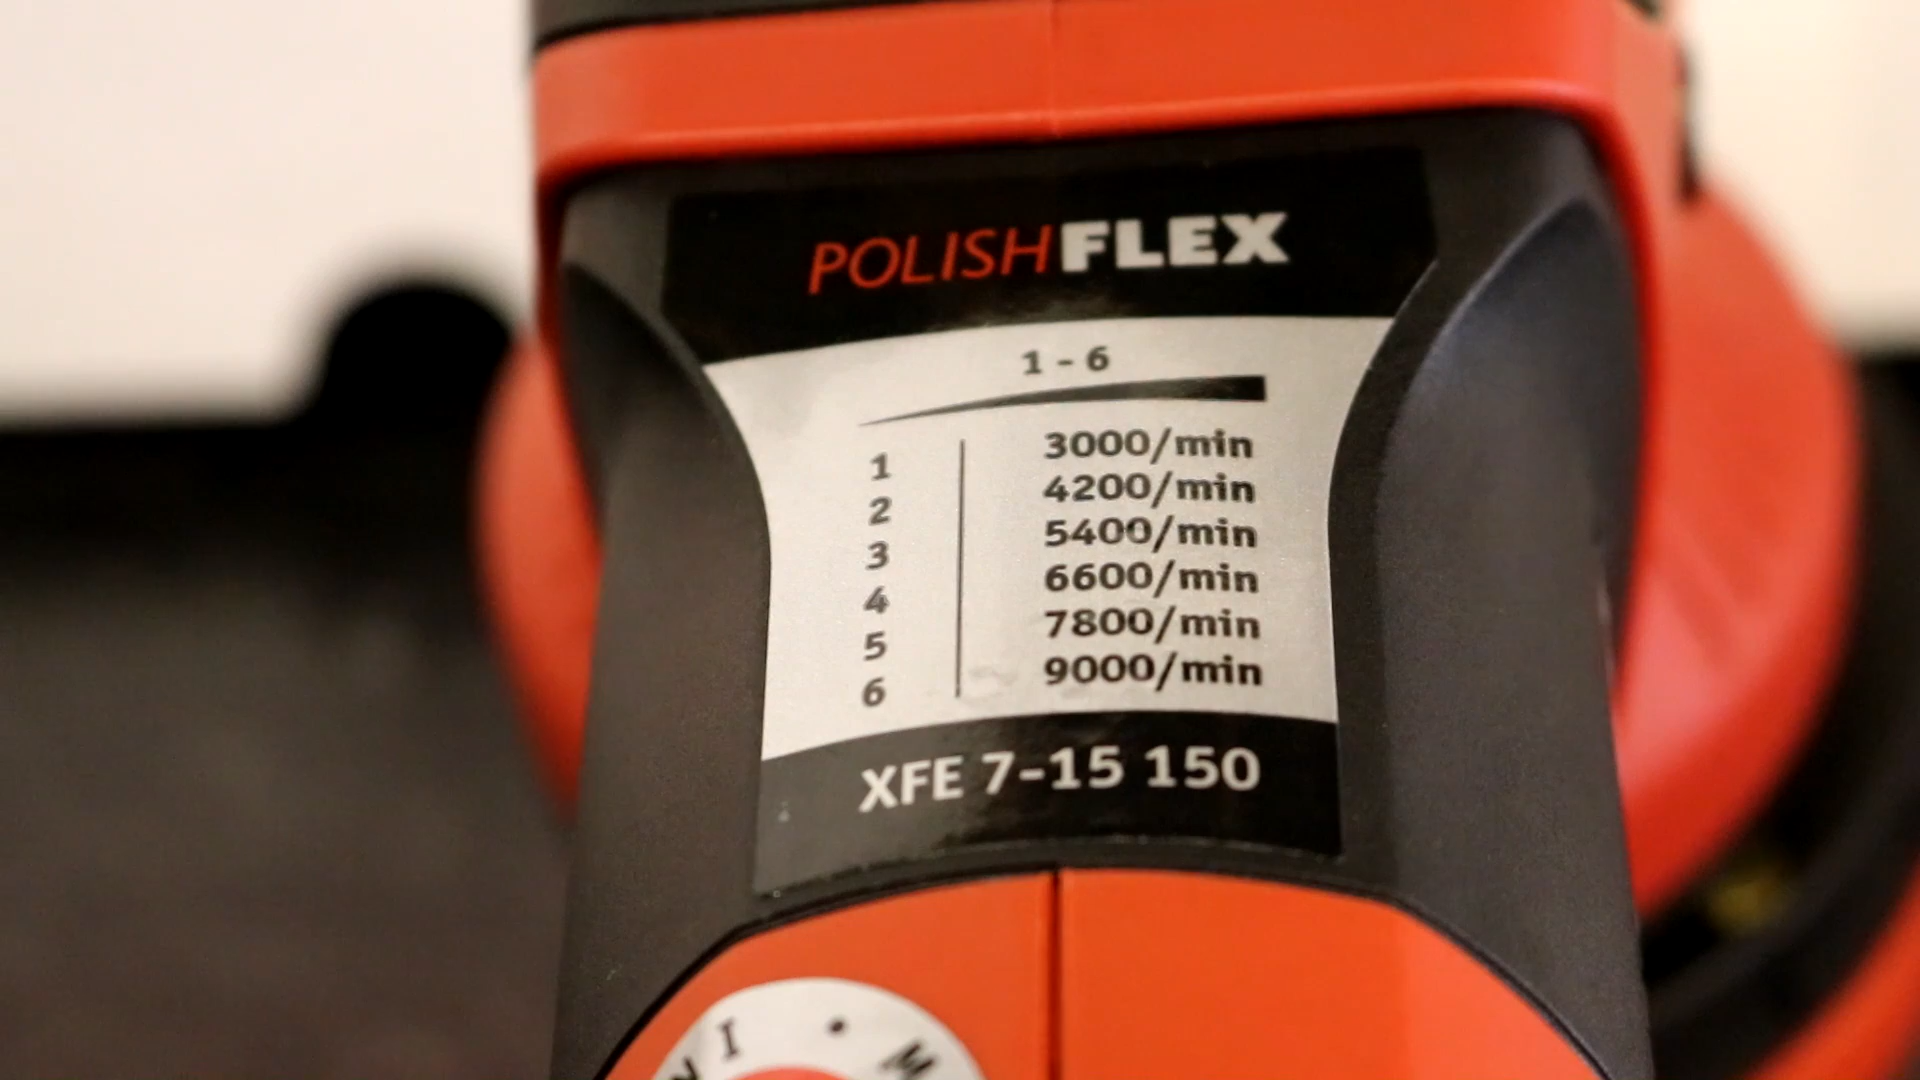 POLISHFLEX
1 - 6
1 3000/min
2 4200/min
3 5400/min
4 6600/min
5 7800/min
6 9000/min
XFE 7-15 150